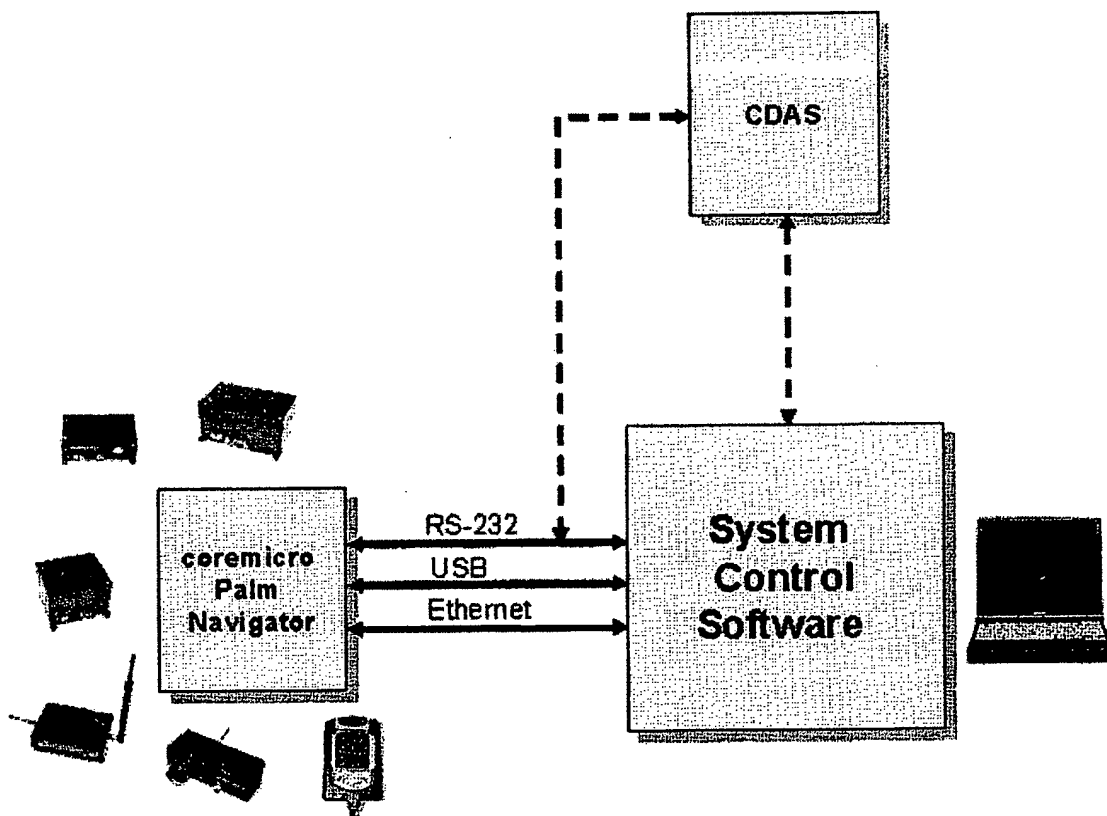 CDAS
RS-232
USB
Ethernet
coremicro
Palm
Navigator
System
Control
Software